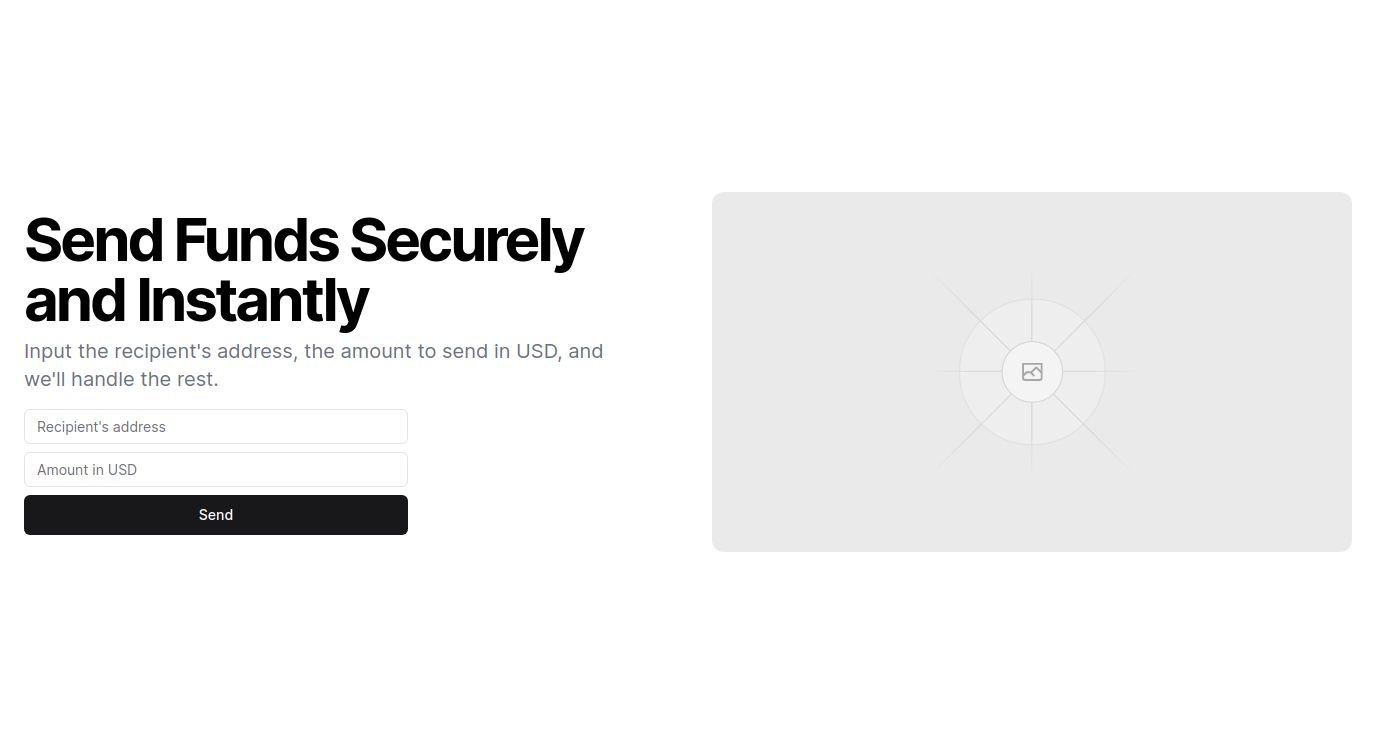 Send Funds Securely
and Instantly
Input the recipient's address, the amount to send in USD, and
we'll handle the rest.
Recipient's address
Amount in USD
Send